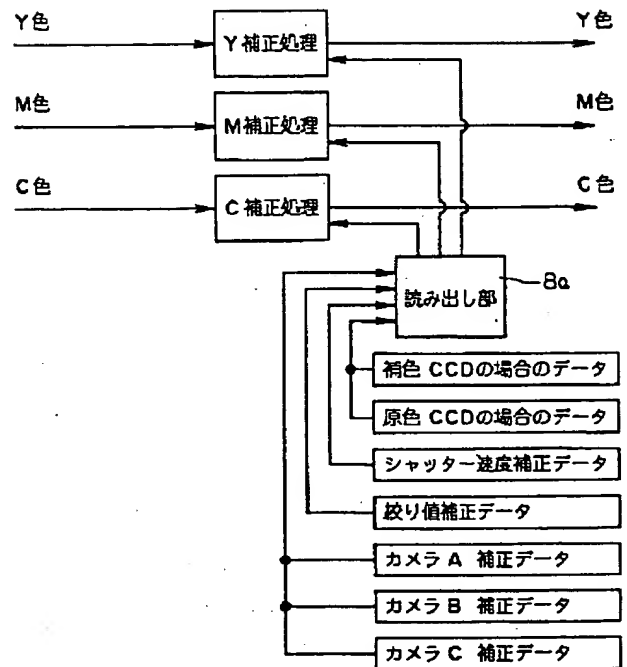 Y色
Y補正処理
Y色
M色
M補正処理
M色
C色
C補正処理
C色
読み出し部
8a
補色 CCDの場合のデータ
原色 CCDの場合のデータ
シャッター速度補正データ
絞り値補正データ
カメラ A 補正データ
カメラ B 補正データ
カメラ C 補正データ